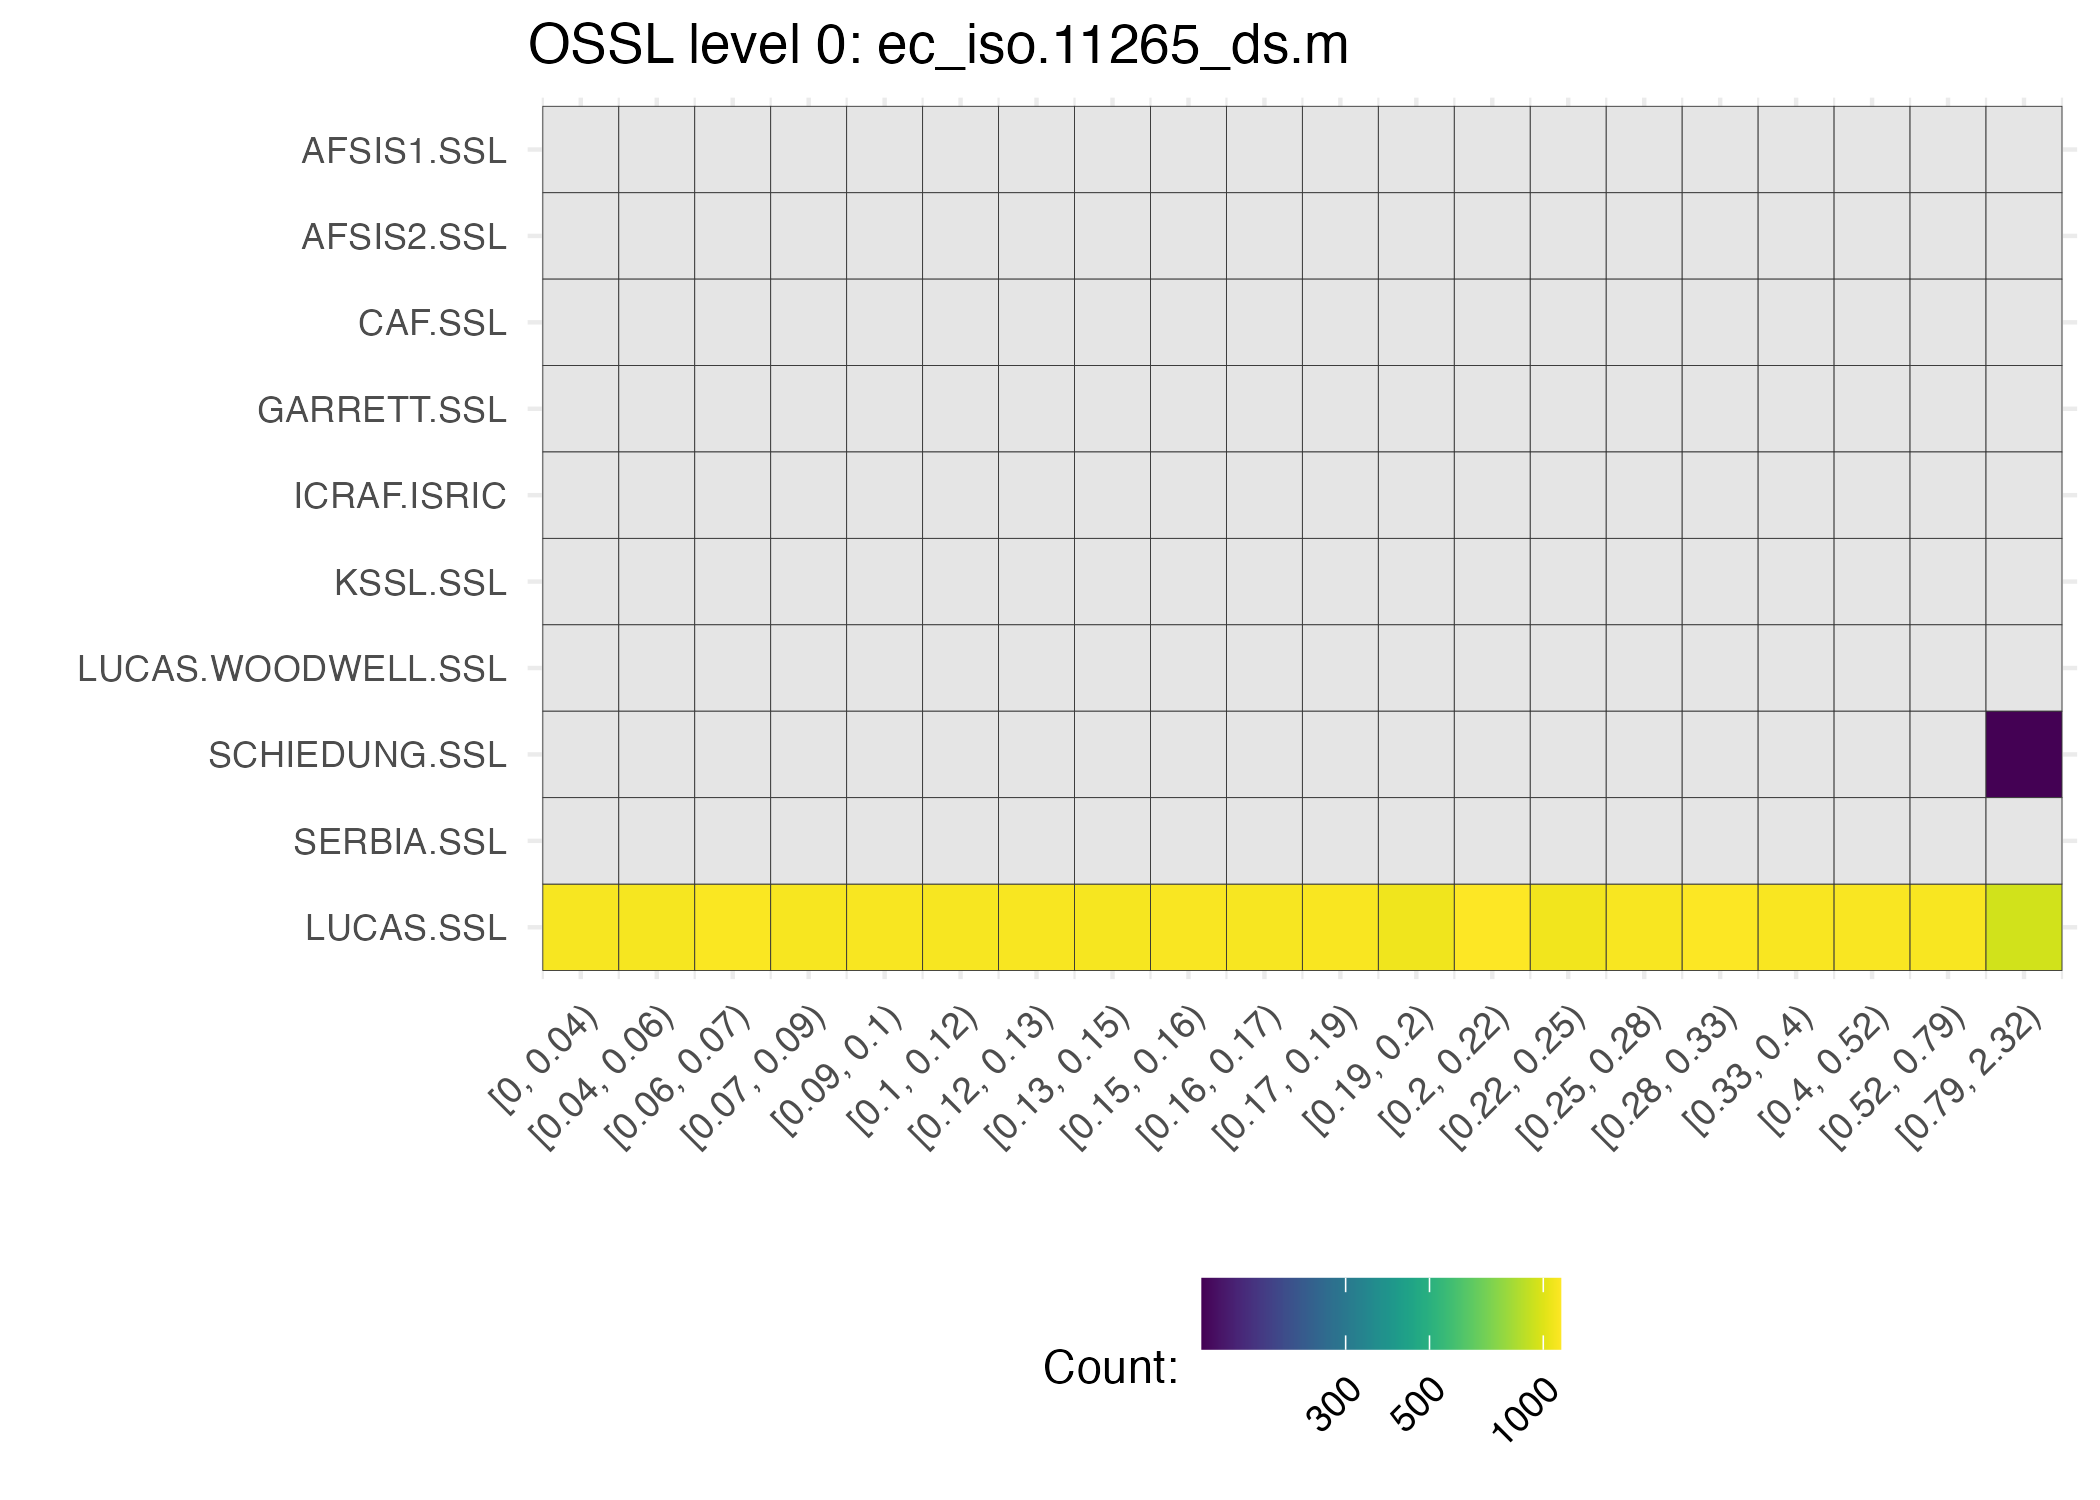 OSSL level 0: ec_iso.11265_ds.m
AFSIS1.SSL
AFSIS2.SSL
CAF.SSL
GARRETT.SSL
ICRAF.ISRIC
KSSL.SSL
LUCAS.WOODWELL.SSL
SCHIEDUNG.SSL
SERBIA.SSL
LUCAS.SSL
[0, 0.04)
[0.04, 0.06)
[0.06, 0.07)
[0.07, 0.09)
[0.09, 0.1)
[0.1, 0.12)
[0.12, 0.13)
[0.13, 0.15)
[0.15, 0.16)
[0.16, 0.17)
[0.17, 0.19)
[0.19, 0.2)
[0.2, 0.22)
[0.22, 0.25)
[0.25, 0.28)
[0.28, 0.33)
[0.33, 0.4)
[0.4, 0.52)
[0.52, 0.79)
[0.79, 2.32)
Count:
300
500
1000